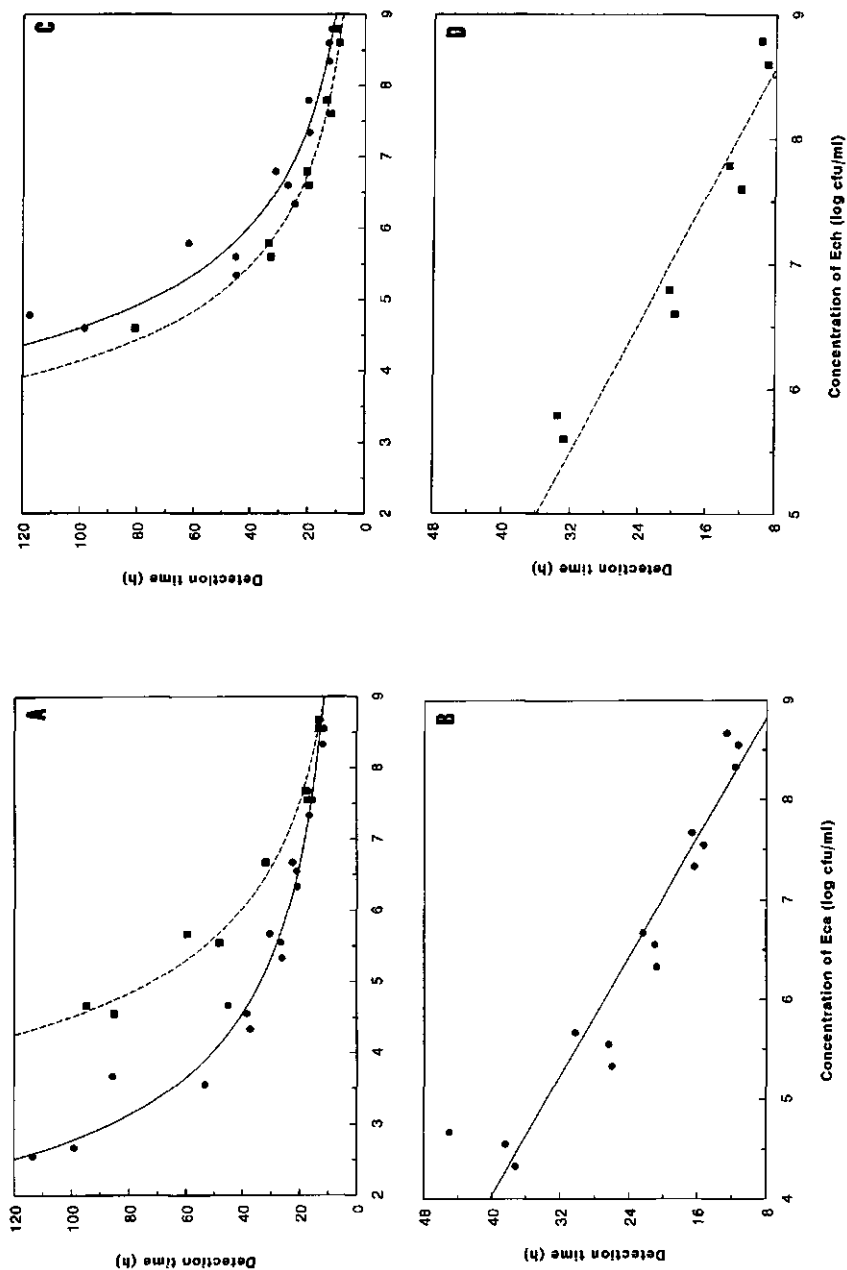 A
120
100
80
60
40
20
0
Detection time (h)
2 3 4 5 6 7 8 9
B
48
40
32
24
16
8
Detection time (h)
4 5 6 7 8 9
Concentration of Eca (log cfu/ml)
C
120
100
80
60
40
20
0
Detection time (h)
2 3 4 5 6 7 8 9
D
48
40
32
24
16
8
Detection time (h)
5 6 7 8 9
Concentration of Ech (log cfu/ml)